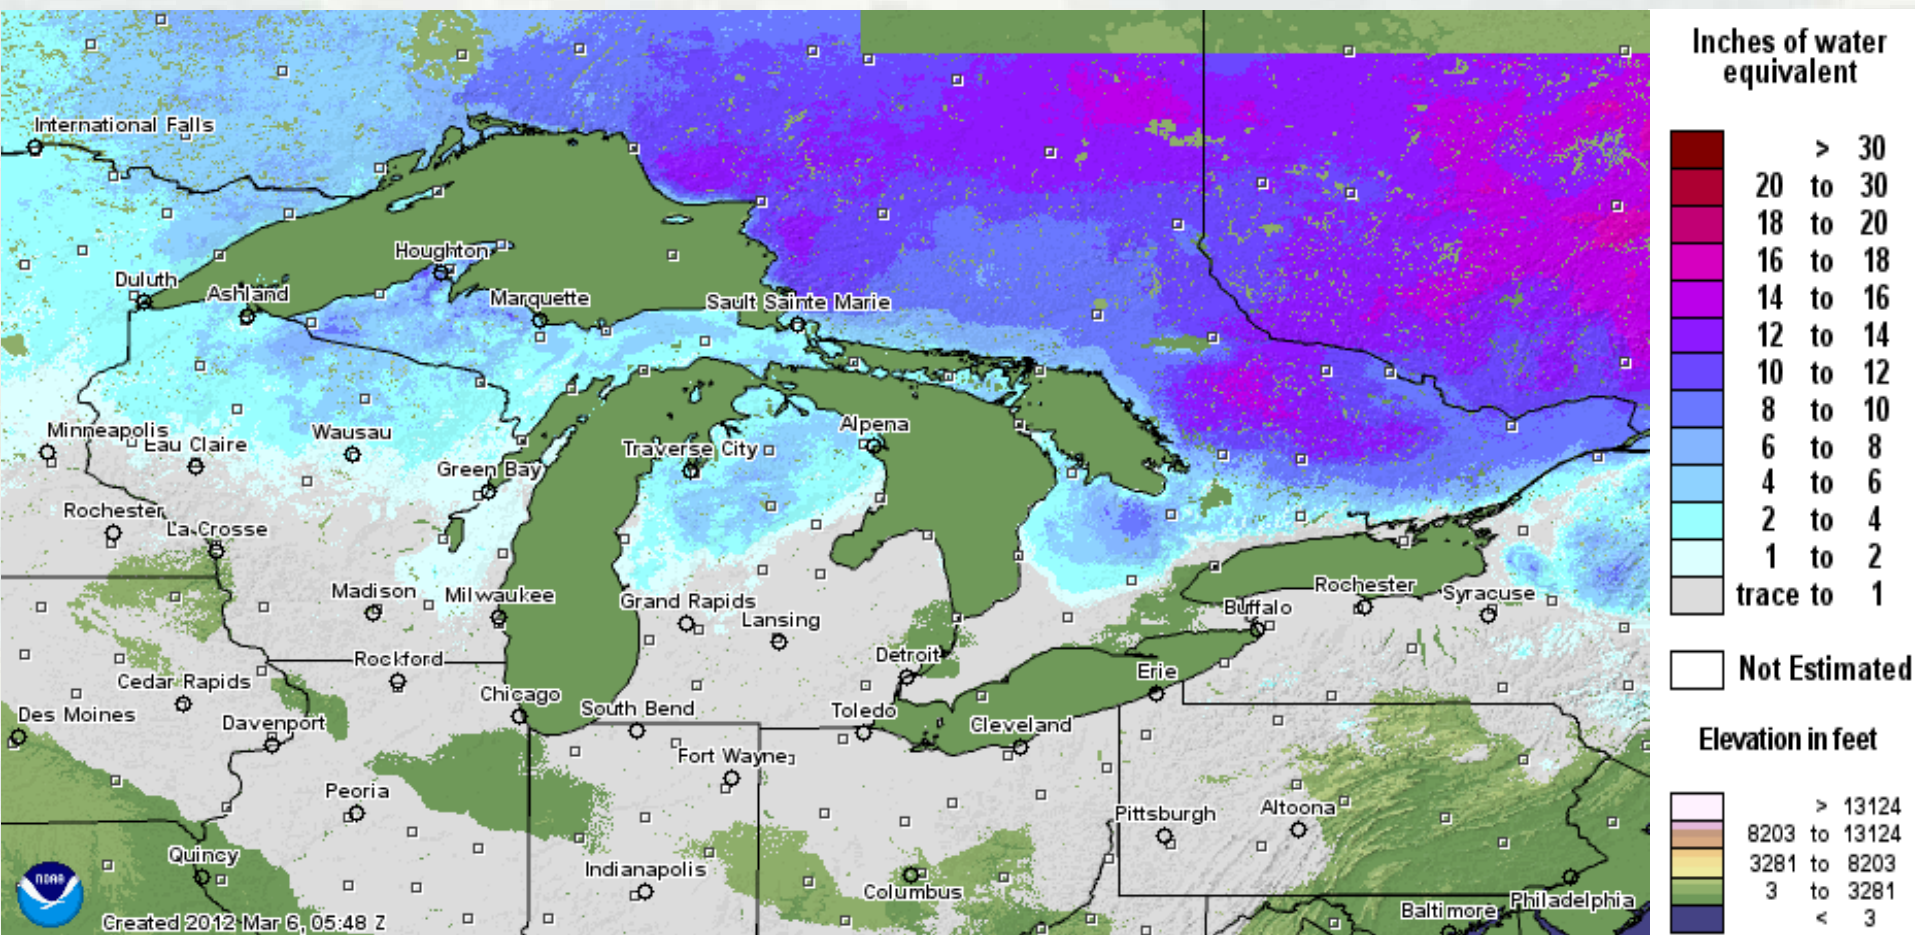 International Falls
Houghton
Duluth
Ashland
Marquette
Sault Sainte Marie
Minneapolis
Eau Claire
Wausau
Green Bay
Traverse City
Alpena
Rochester
La Crosse
Madison
Milwaukee
Grand Rapids
Lansing
Buffalo
Rochester
Syracuse
Rockford
Detroit
Erie
Cedar Rapids
Chicago
South Bend
Toledo
Cleveland
Des Moines
Davenport
Fort Wayne
Peoria
Pittsburgh
Altoona
Quincy
Indianapolis
Columbus
Baltimore
Philadelphia
NOAA
Created 2012 Mar 6, 05:48 Z
Inches of water
equivalent
> 30
20 to 30
18 to 20
16 to 18
14 to 16
12 to 14
10 to 12
8 to 10
6 to 8
4 to 6
2 to 4
1 to 2
trace to 1
Not Estimated
Elevation in feet
> 13124
8203 to 13124
3281 to 8203
3 to 3281
< 3